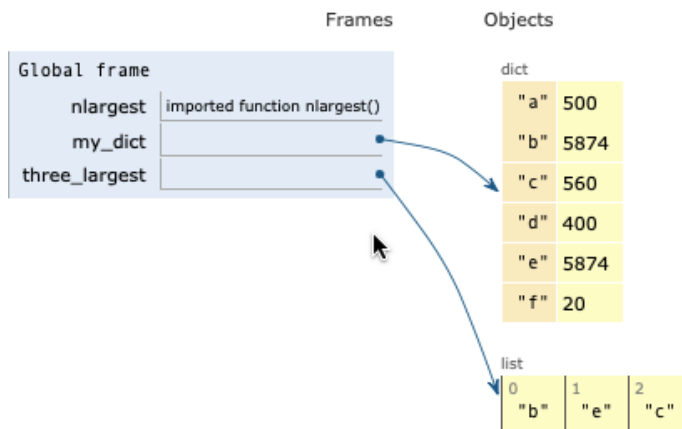 Frames Objects
Global frame
nlargest imported function nlargest()
my_dict
three_largest
dict
"a" 500
"b" 5874
"c" 560
"d" 400
"e" 5874
"f" 20
list
0 1 2
"b" "e" "c"